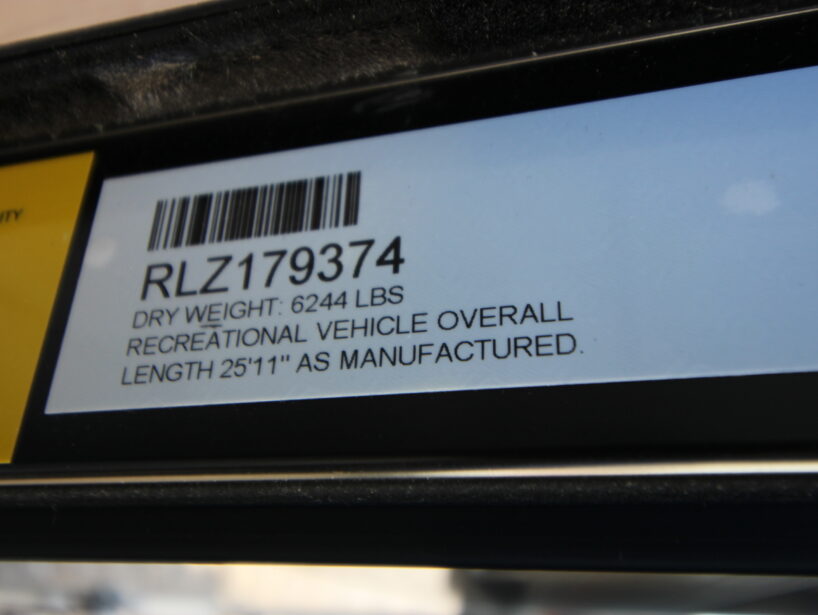 RLZ179374
DRY WEIGHT: 6244 LBS
RECREATIONAL VEHICLE OVERALL
LENGTH 25'11" AS MANUFACTURED.